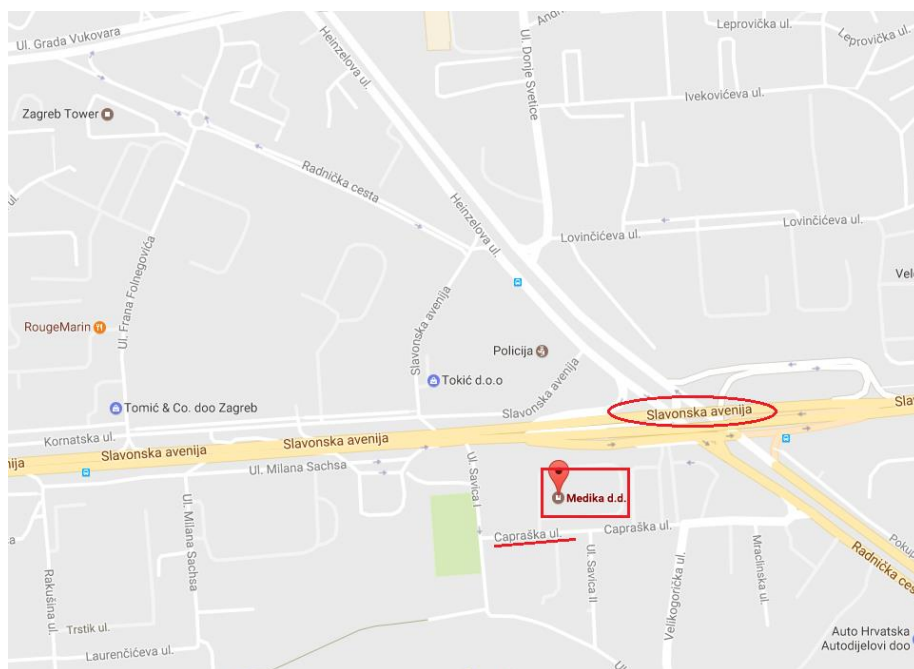 Ul. Grada Vukovara
Heinzelova ul.
Ul. Donje Svetice
Leprovička ul.
Leprovička ul.
Zagreb Tower
Ivekovićeva ul.
Radnička cesta
Heinzelova ul.
Lovinčićeva ul.
Lovinčićeva ul.
Ul. Frana Folnegovića
Slavonska avenija
RougeMarin
Policija
Tokić d.o.o
Slavonska avenija
Tomić & Co. doo Zagreb
Slavonska avenija
Kornatska ul.
Slavonska avenija
Slavonska avenija
Ul. Milana Sachsa
Ul. Savica I
Medika d.d.
Capraška ul.
Capraška ul.
Ul. Milana Sachsa
Ul. Savica II
Velikogorička ul.
Mraclinska ul.
Radnička cesta
Rakušina ul.
Trstik ul.
Laurenčićeva ul.
Auto Hrvatska
Autodijelovi doo